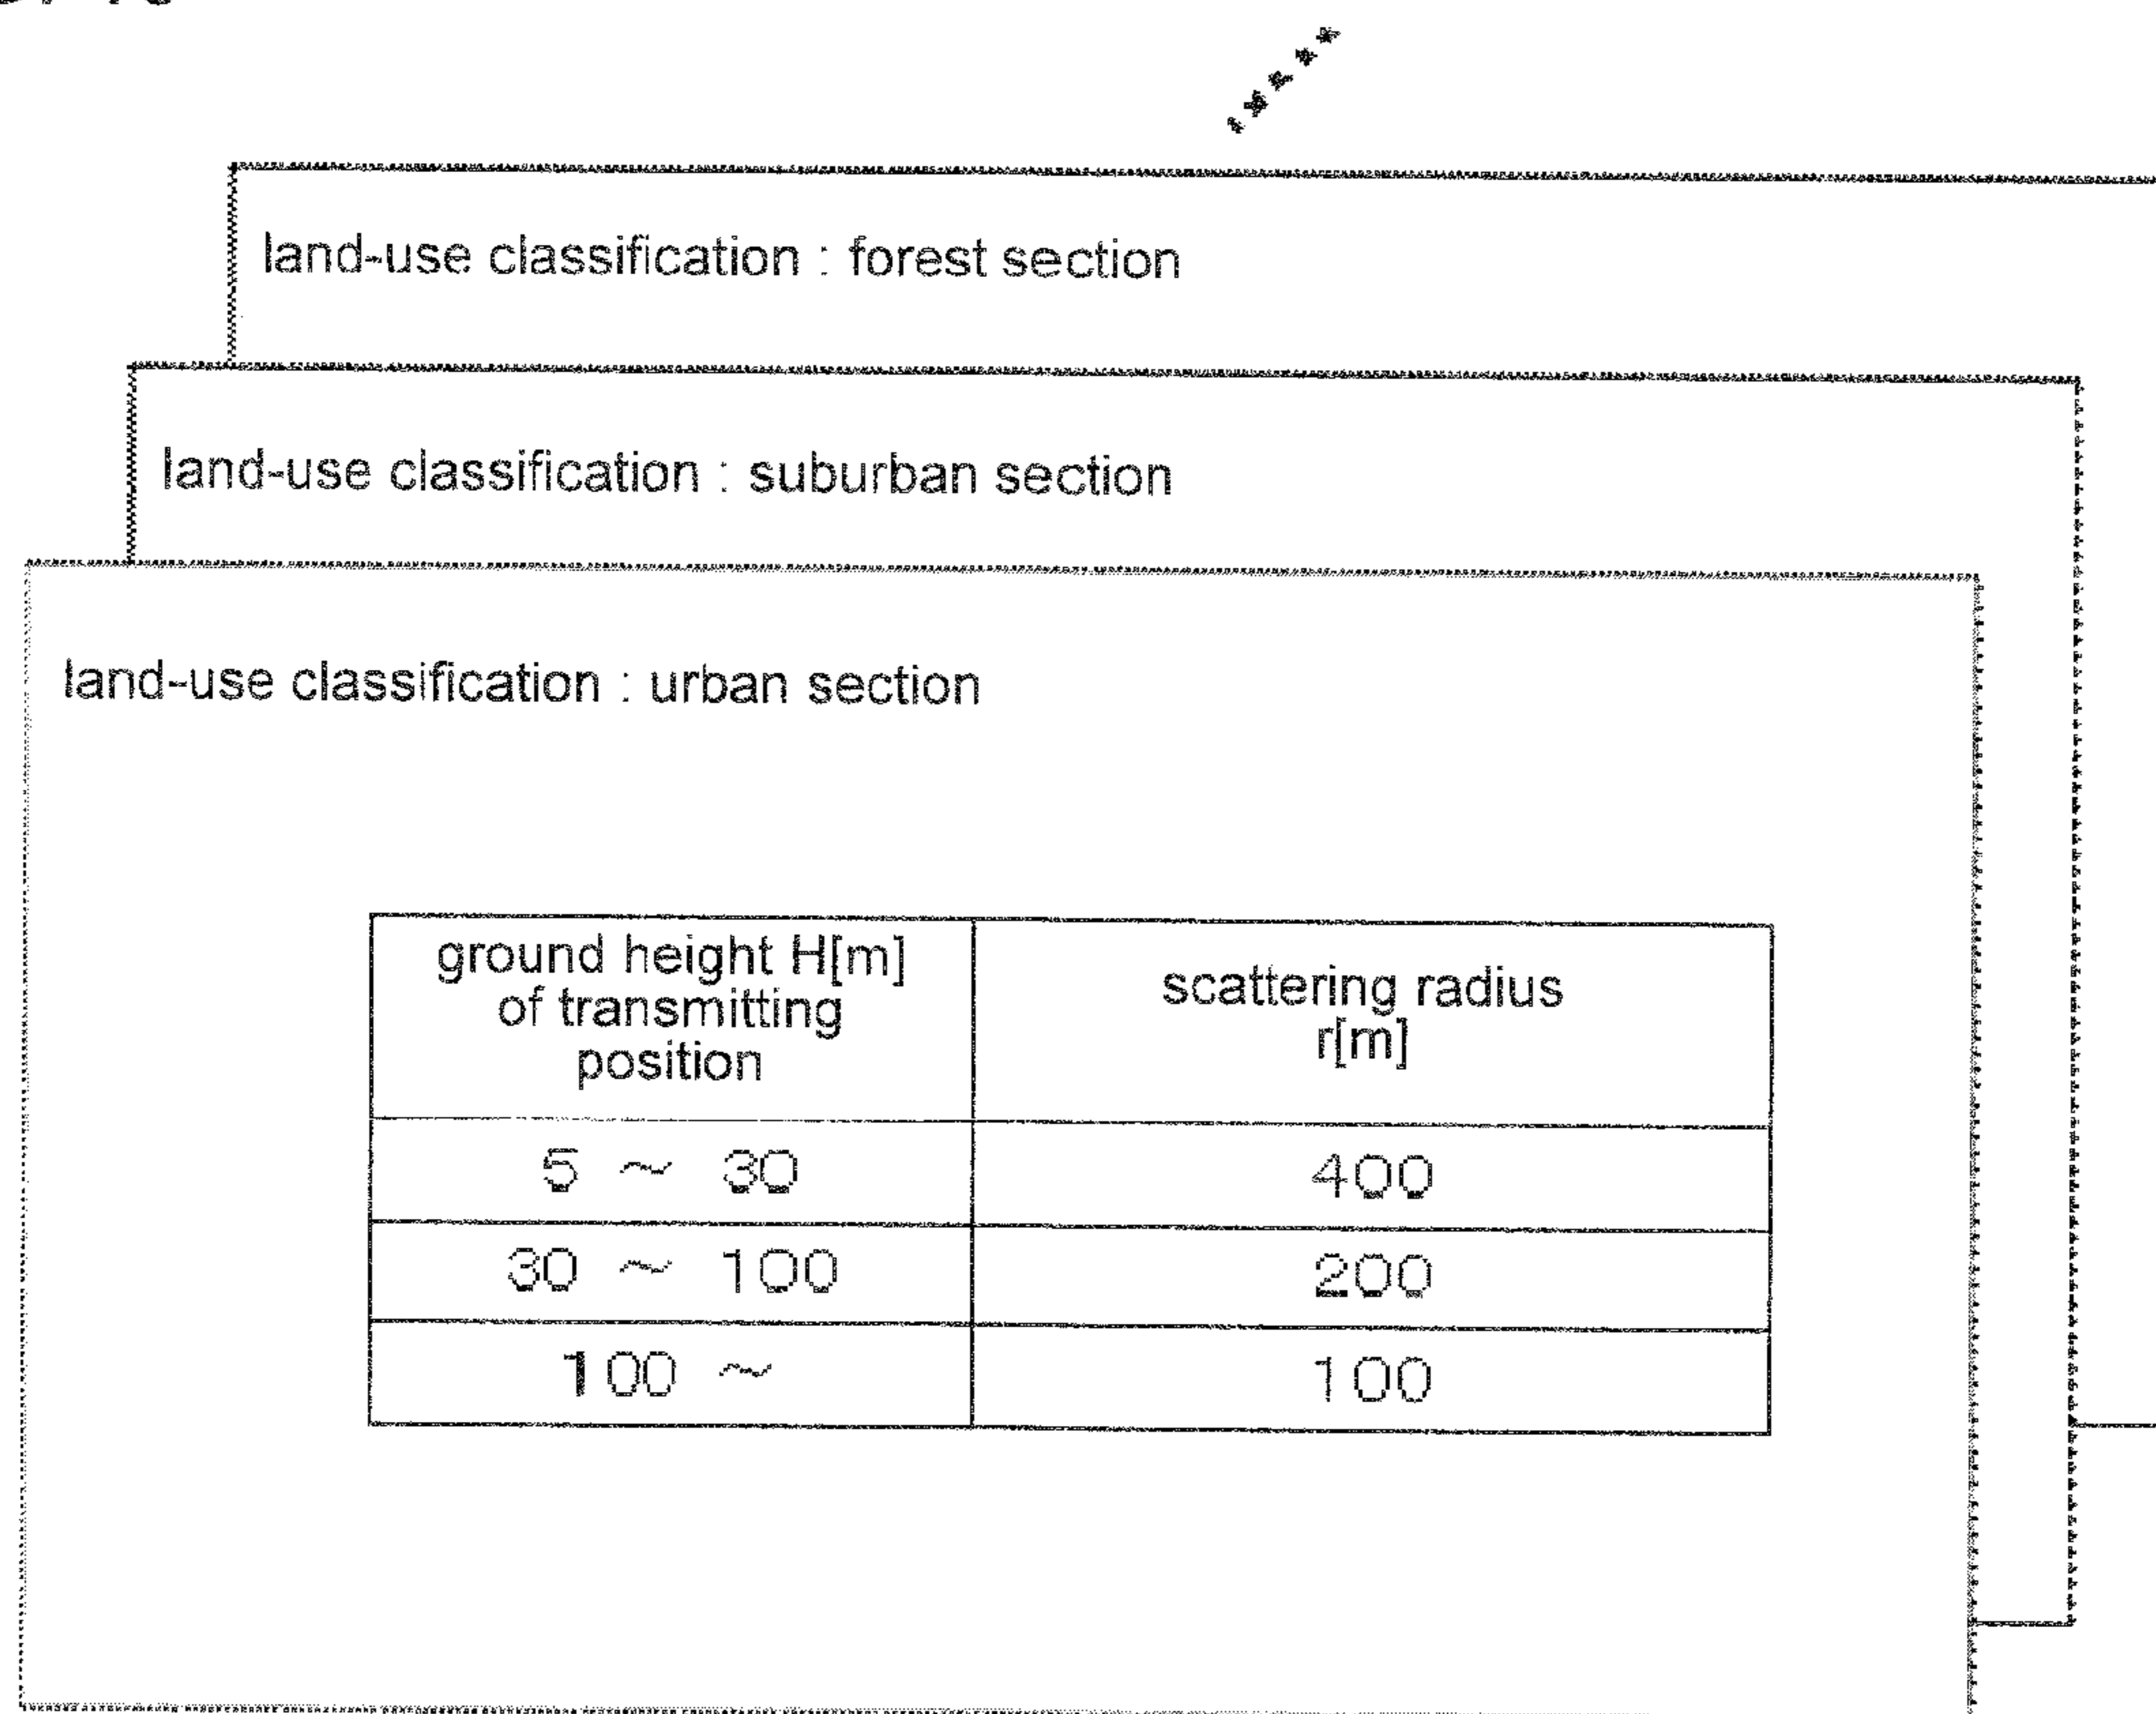 land-use classification : forest section
land-use classification : suburban section
land-use classification : urban section
ground height H[m]
of transmitting
position
scattering radius
r[m]
5 ~ 30
400
30 ~ 100
200
100 ~
100